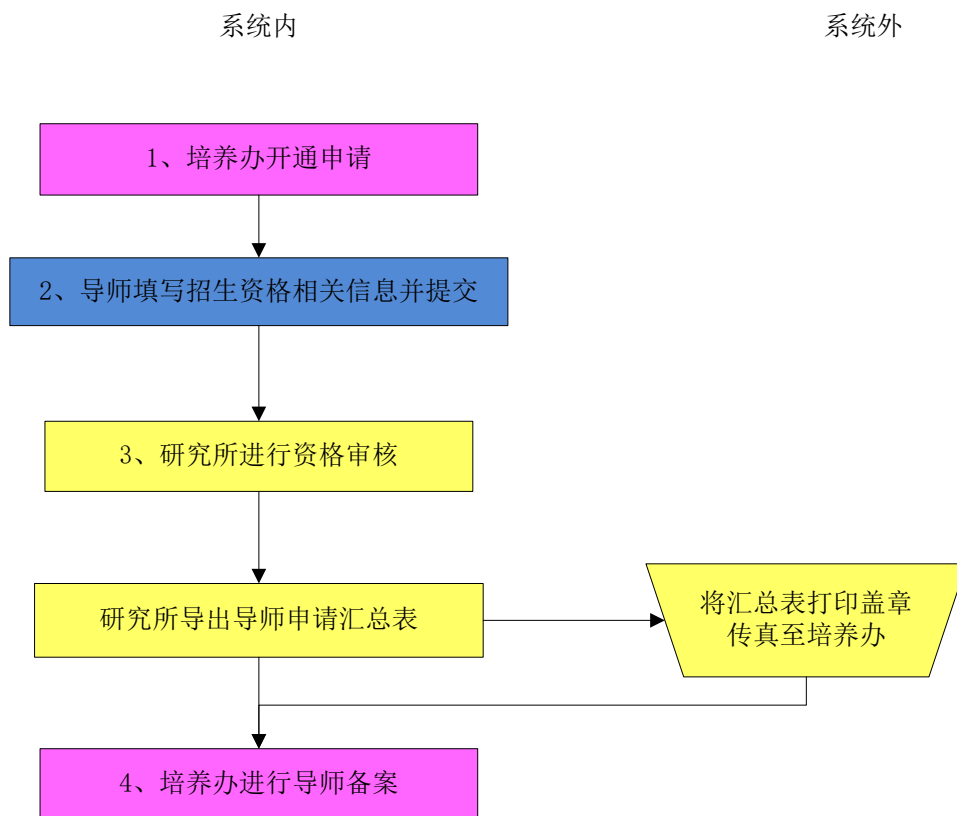 系统内
系统外
1、培养办开通申请
2、导师填写招生资格相关信息并提交
3、研究所进行资格审核
研究所导出导师申请汇总表
将汇总表打印盖章
传真至培养办
4、培养办进行导师备案